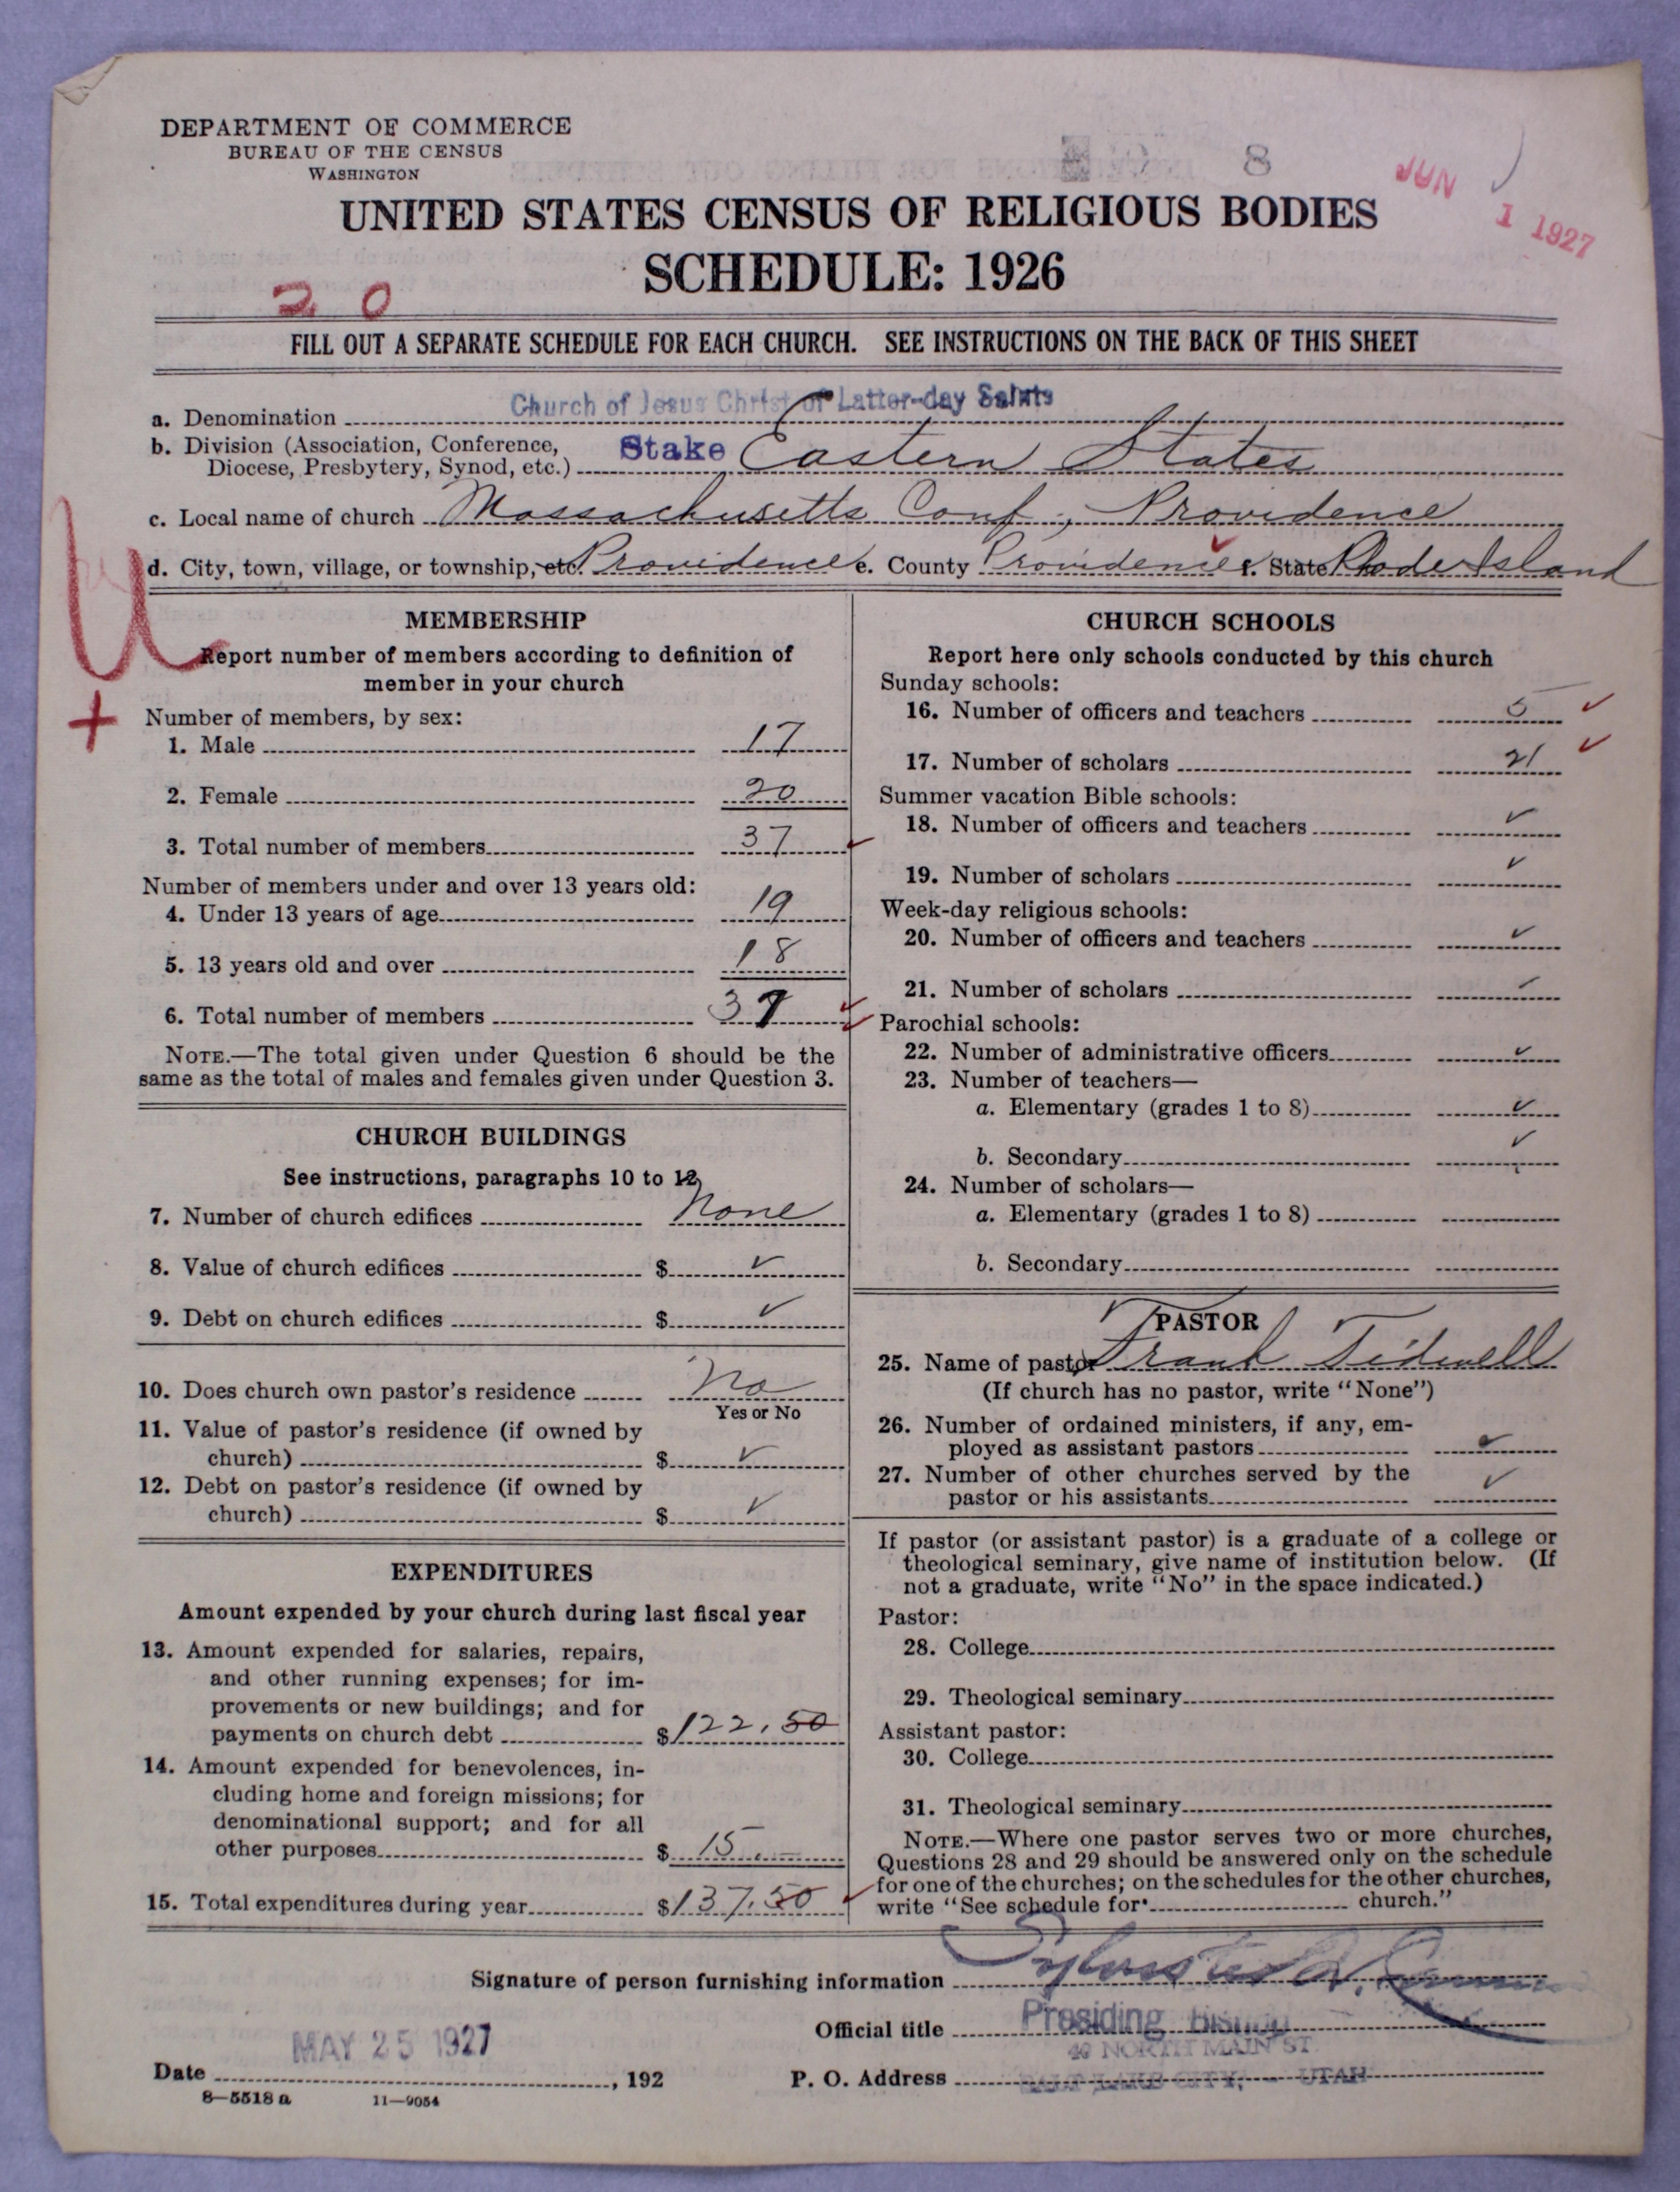 DEPARTMENT OF COMMERCE
BUREAU OF THE CENSUS
WASHINGTON
8
JUN 1 1927
UNITED STATES CENSUS OF RELIGIOUS BODIES
SCHEDULE: 1926
20
FILL OUT A SEPARATE SCHEDULE FOR EACH CHURCH. SEE INSTRUCTIONS ON THE BACK OF THIS SHEET
a. Denomination Church of Jesus Christ of Latter-day Saints
b. Division (Association, Conference,
Diocese, Presbytery, Synod, etc.) Stake Eastern States
c. Local name of church Massachusetts Conf., Providence
d. City, town, village, or township, etc. Providence e. County Providence f. State Rhode Island
MEMBERSHIP
Report number of members according to definition of
member in your church
Number of members, by sex:
1. Male 17
2. Female 20
3. Total number of members 37
Number of members under and over 13 years old:
4. Under 13 years of age 19
5. 13 years old and over 18
6. Total number of members 37
NOTE.—The total given under Question 6 should be the
same as the total of males and females given under Question 3.
CHURCH BUILDINGS
See instructions, paragraphs 10 to 12
7. Number of church edifices None
8. Value of church edifices $ ✓
9. Debt on church edifices $ ✓
10. Does church own pastor's residence No
Yes or No
11. Value of pastor's residence (if owned by
church) $ ✓
12. Debt on pastor's residence (if owned by
church) $ ✓
EXPENDITURES
Amount expended by your church during last fiscal year
13. Amount expended for salaries, repairs,
and other running expenses; for im-
provements or new buildings; and for
payments on church debt $122.50
14. Amount expended for benevolences, in-
cluding home and foreign missions; for
denominational support; and for all
other purposes $ 15.—
15. Total expenditures during year $137.50
CHURCH SCHOOLS
Report here only schools conducted by this church
Sunday schools:
16. Number of officers and teachers 5 ✓
17. Number of scholars 21 ✓
Summer vacation Bible schools:
18. Number of officers and teachers ✓
19. Number of scholars ✓
Week-day religious schools:
20. Number of officers and teachers ✓
21. Number of scholars ✓
Parochial schools:
22. Number of administrative officers ✓
23. Number of teachers—
a. Elementary (grades 1 to 8) ✓
b. Secondary ✓
24. Number of scholars—
a. Elementary (grades 1 to 8)
b. Secondary
PASTOR
25. Name of pastor Frank Tidwell
(If church has no pastor, write "None")
26. Number of ordained ministers, if any, em-
ployed as assistant pastors ✓
27. Number of other churches served by the
pastor or his assistants ✓
If pastor (or assistant pastor) is a graduate of a college or
theological seminary, give name of institution below. (If
not a graduate, write "No" in the space indicated.)
Pastor:
28. College
29. Theological seminary
Assistant pastor:
30. College
31. Theological seminary
NOTE.—Where one pastor serves two or more churches,
Questions 28 and 29 should be answered only on the schedule
for one of the churches; on the schedules for the other churches,
write "See schedule for church."
Signature of person furnishing information Sylvester Q. Cannon
Official title Presiding Bishop
40 NORTH MAIN ST.
P. O. Address SALT LAKE CITY, - UTAH
MAY 25 1927
Date , 192
8—5518 a 11—9054